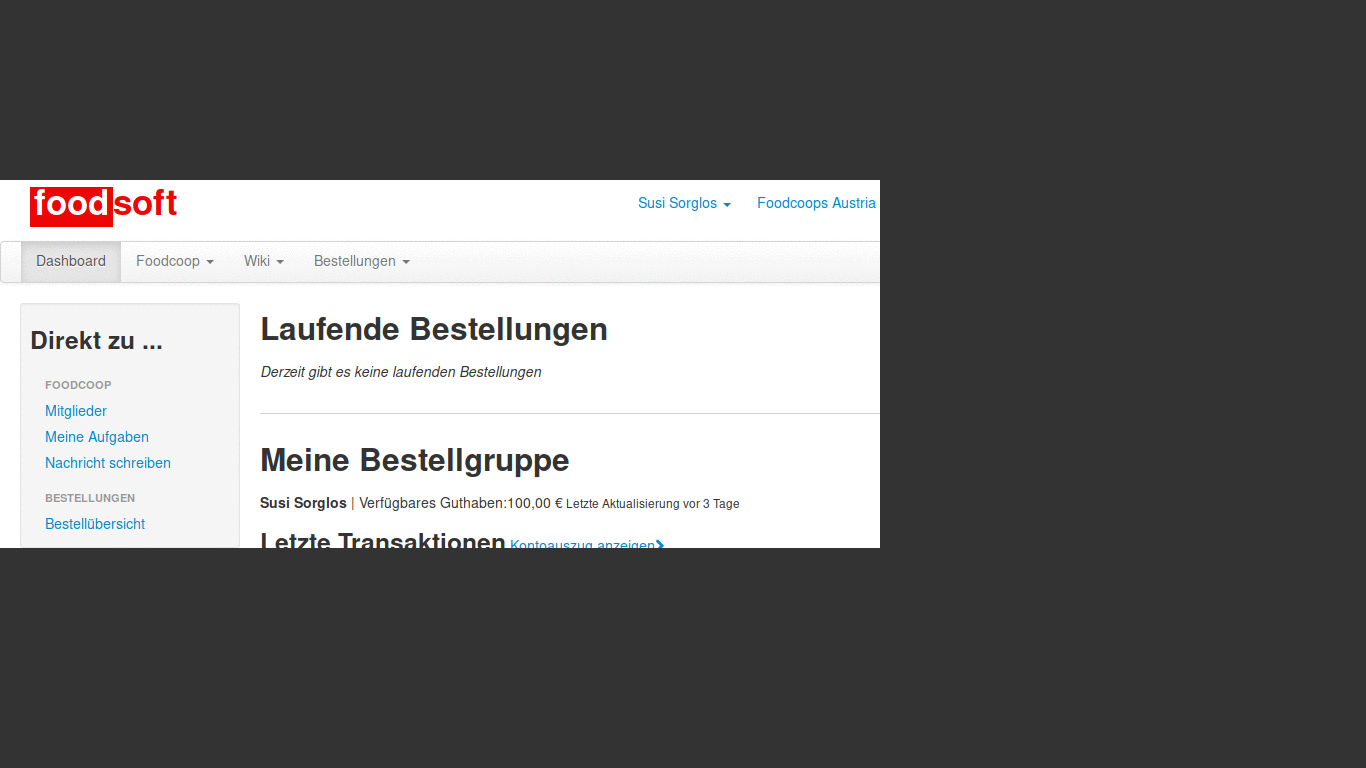 foodsoft
Susi Sorglos Foodcoops Austria
Dashboard Foodcoop Wiki Bestellungen
Direkt zu ...
FOODCOOP
Mitglieder
Meine Aufgaben
Nachricht schreiben
BESTELLUNGEN
Bestellübersicht
Laufende Bestellungen
Derzeit gibt es keine laufenden Bestellungen
Meine Bestellgruppe
Susi Sorglos | Verfügbares Guthaben:100,00 € Letzte Aktualisierung vor 3 Tage
Letzte Transaktionen Kontoauszug anzeigen